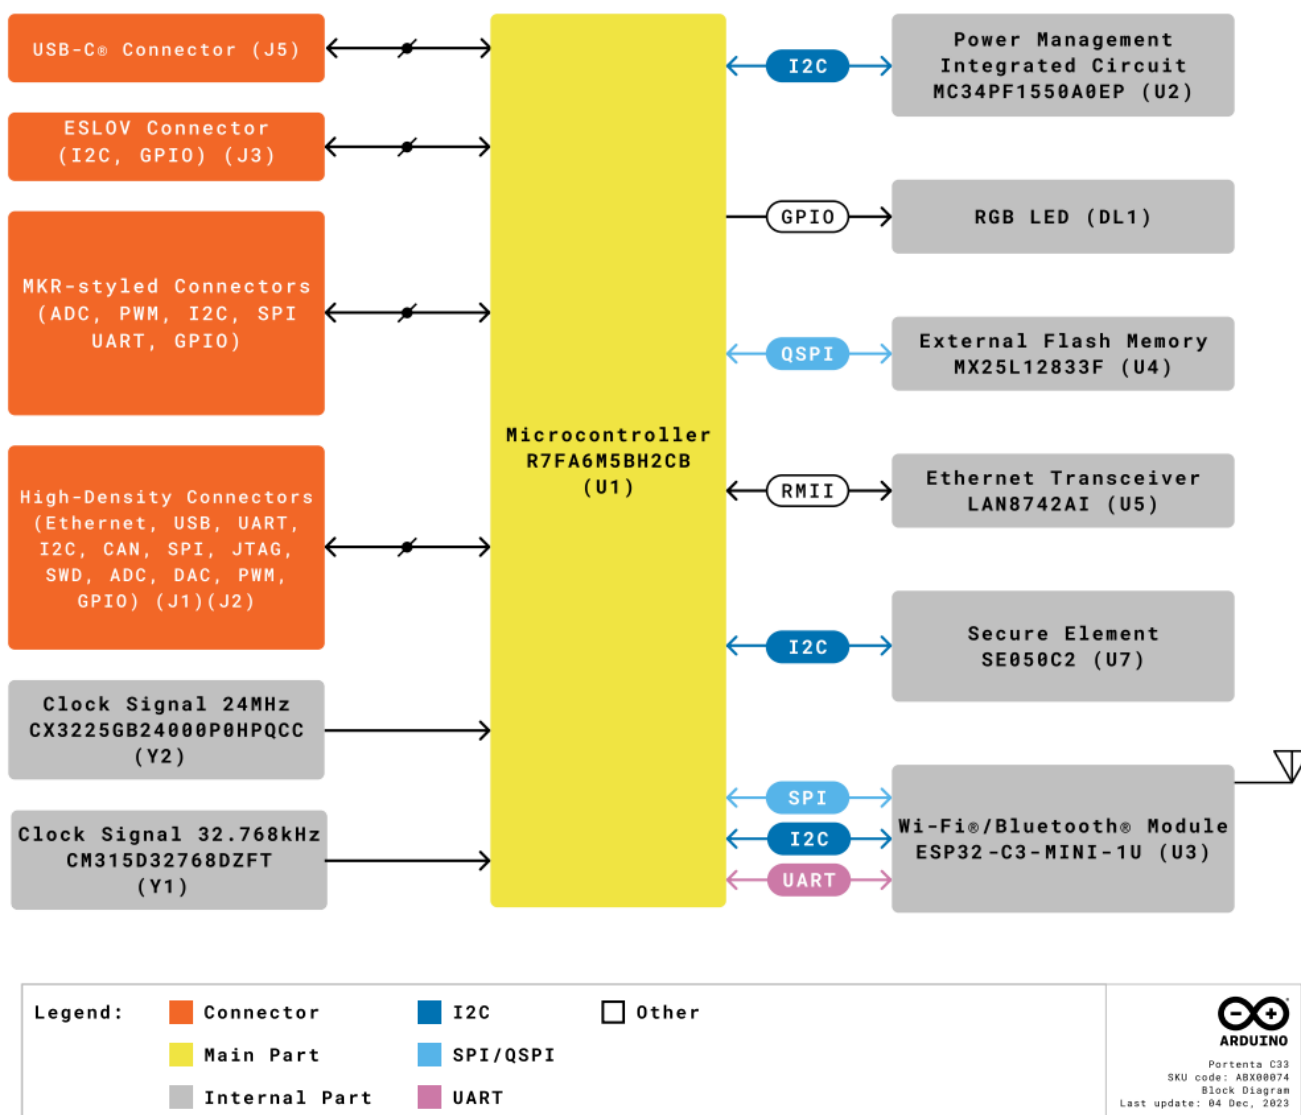 USB-C® Connector (J5)
ESLOV Connector
(I2C, GPIO) (J3)
MKR-styled Connectors
(ADC, PWM, I2C, SPI
UART, GPIO)
High-Density Connectors
(Ethernet, USB, UART,
I2C, CAN, SPI, JTAG,
SWD, ADC, DAC, PWM,
GPIO) (J1)(J2)
Clock Signal 24MHz
CX3225GB24000P0HPQCC
(Y2)
Clock Signal 32.768kHz
CM315D32768DZFT
(Y1)
Microcontroller
R7FA6M5BH2CB
(U1)
I2C
GPIO
QSPI
RMII
I2C
SPI
I2C
UART
Power Management
Integrated Circuit
MC34PF1550A0EP (U2)
RGB LED (DL1)
External Flash Memory
MX25L12833F (U4)
Ethernet Transceiver
LAN8742AI (U5)
Secure Element
SE050C2 (U7)
Wi-Fi®/Bluetooth® Module
ESP32-C3-MINI-1U (U3)
Legend:
Connector
Main Part
Internal Part
I2C
SPI/QSPI
UART
Other
ARDUINO
Portenta C33
SKU code: ABX00074
Block Diagram
Last update: 04 Dec, 2023